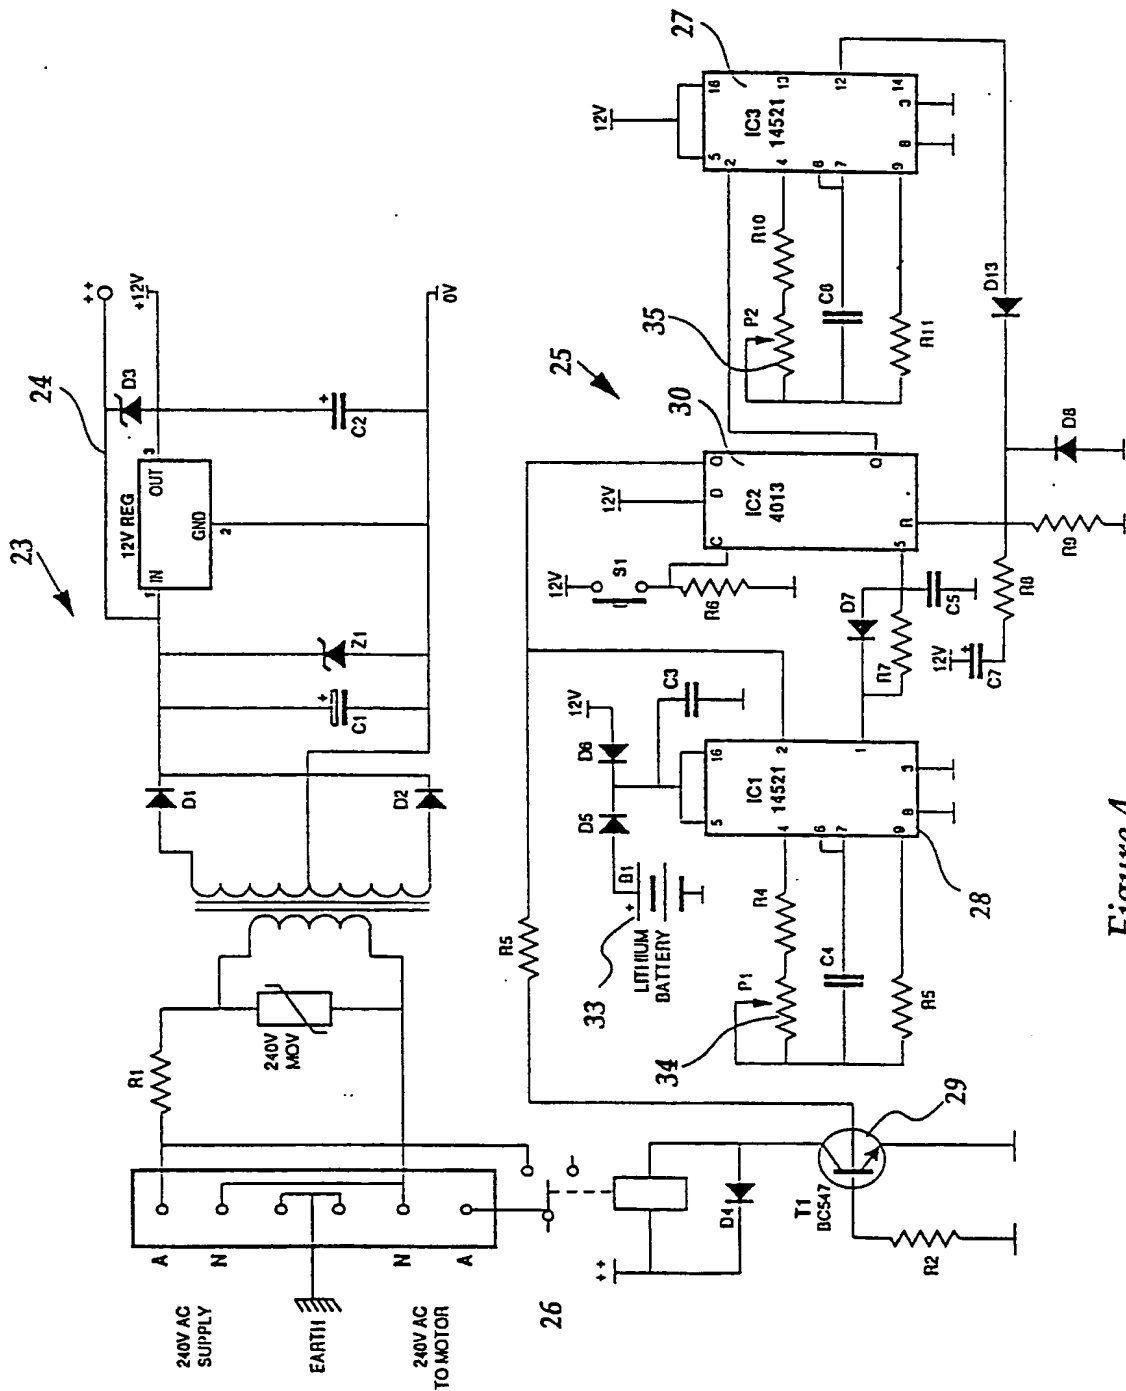 23
24
++
D3
+12V
12V REG
1
IN
OUT
3
GND
2
C2
+
0V
Z1
C1
+
D1
D2
R1
240V
MOV
A
N
N
A
240V AC
SUPPLY
EARTH
240V AC
TO MOTOR
26
++
D4
T1
BC547
29
R2
R5
33
LITHIUM
BATTERY
B1
+
D5
D6
12V
C3
34
P1
R4
C4
R5
28
IC1
14521
5
16
4
2
6
7
1
9
8
3
25
12V
S1
R6
12V
30
IC2
4013
C
D
Q
Q
5
R
D7
R7
C5
12V
C7
+
R8
R9
D8
D13
35
P2
R10
C6
R11
12V
27
IC3
14521
5
16
2
4
13
6
7
12
9
8
3
14
Figure 4